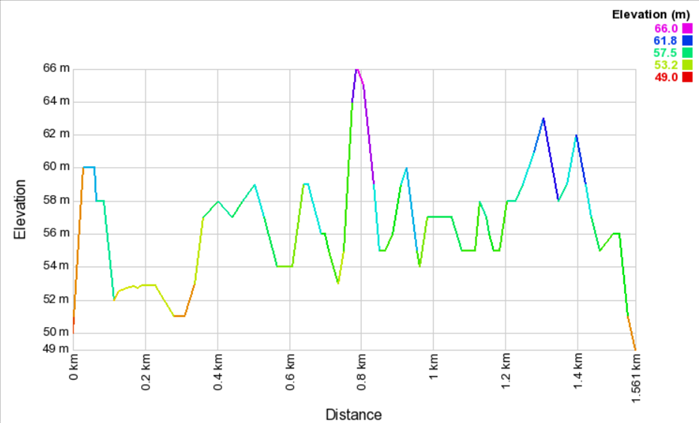 Elevation (m)
66.0
61.8
57.5
53.2
49.0
66 m
64 m
62 m
60 m
58 m
56 m
54 m
52 m
50 m
49 m
Elevation
0 km
0.2 km
0.4 km
0.6 km
0.8 km
1 km
1.2 km
1.4 km
1.561 km
Distance